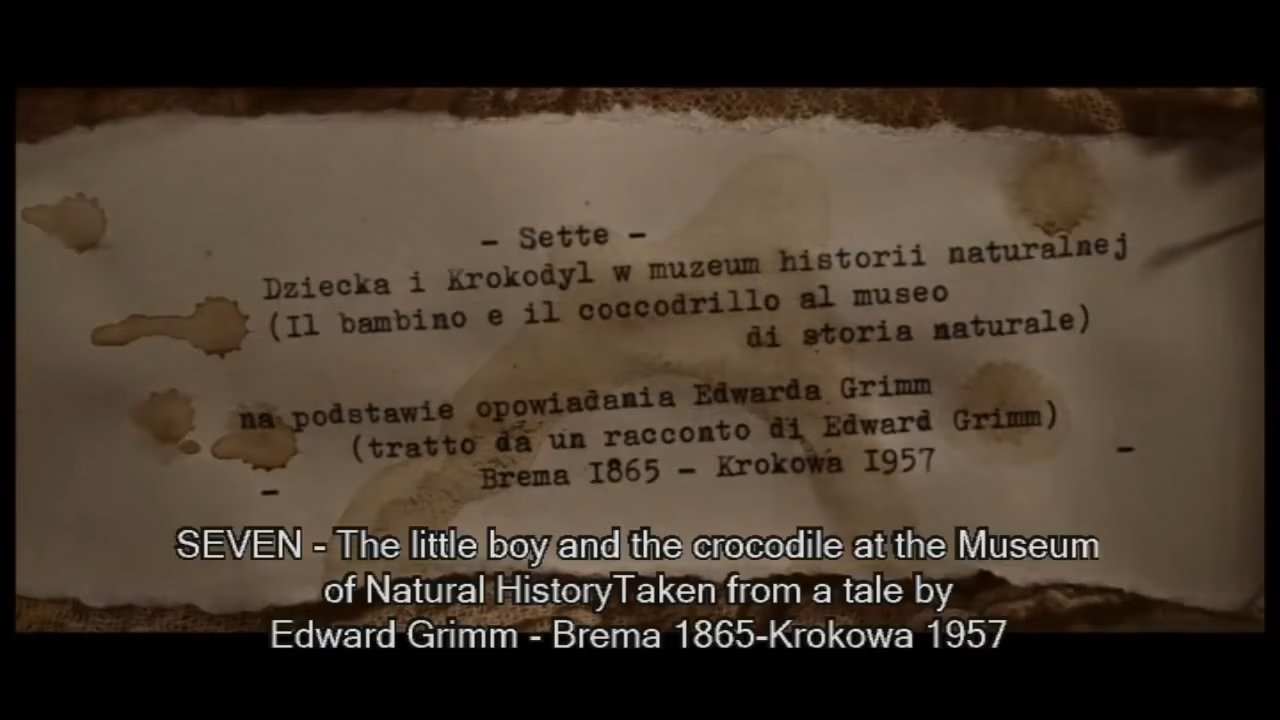 - Sette -
Dziecka i Krokodyl w muzeum historii naturalnej
(Il bambino e il coccodrillo al museo
di storia naturale)
na podstawie opowiadania Edwarda Grimm
(tratto da un racconto di Edward Grimm)
Brema I865 - Krokowa I957
SEVEN - The little boy and the crocodile at the Museum
of Natural HistoryTaken from a tale by
Edward Grimm - Brema 1865-Krokowa 1957